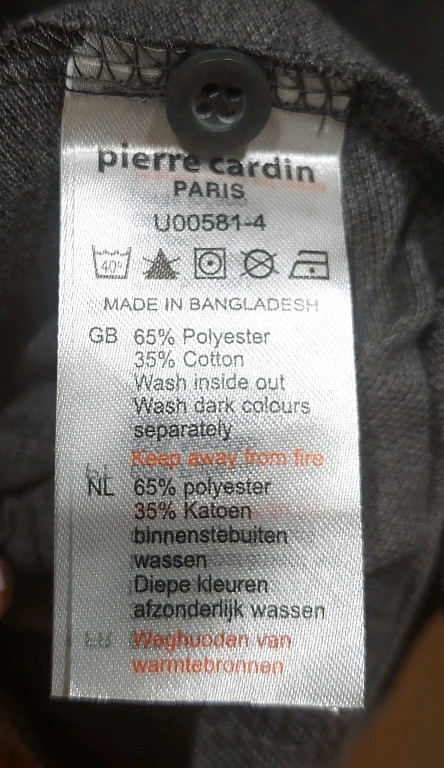 pierre cardin
PARIS
U00581-4
40°
MADE IN BANGLADESH
GB 65% Polyester
35% Cotton
Wash inside out
Wash dark colours
separately
Keep away from fire
NL 65% polyester
35% Katoen
binnenstebuiten
wassen
Diepe kleuren
afzonderlijk wassen
Weghuoden van
warmtebronnen